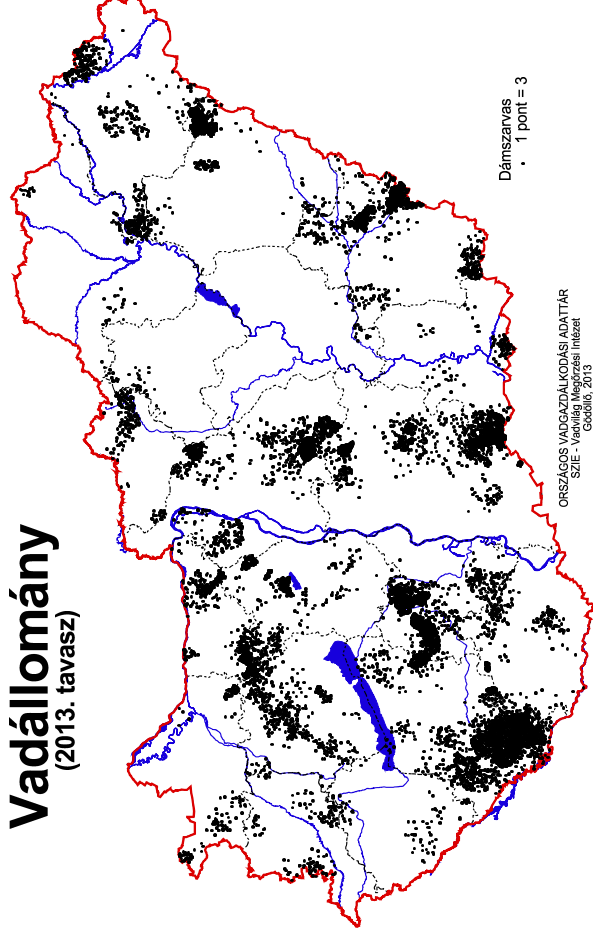 Vadállomány
(2013. tavasz)
Dámszarvas
• 1 pont = 3
ORSZÁGOS VADGAZDÁLKODÁSI ADATTÁR
SZIE - Vadvilág Megőrzési Intézet
Gödöllő, 2013